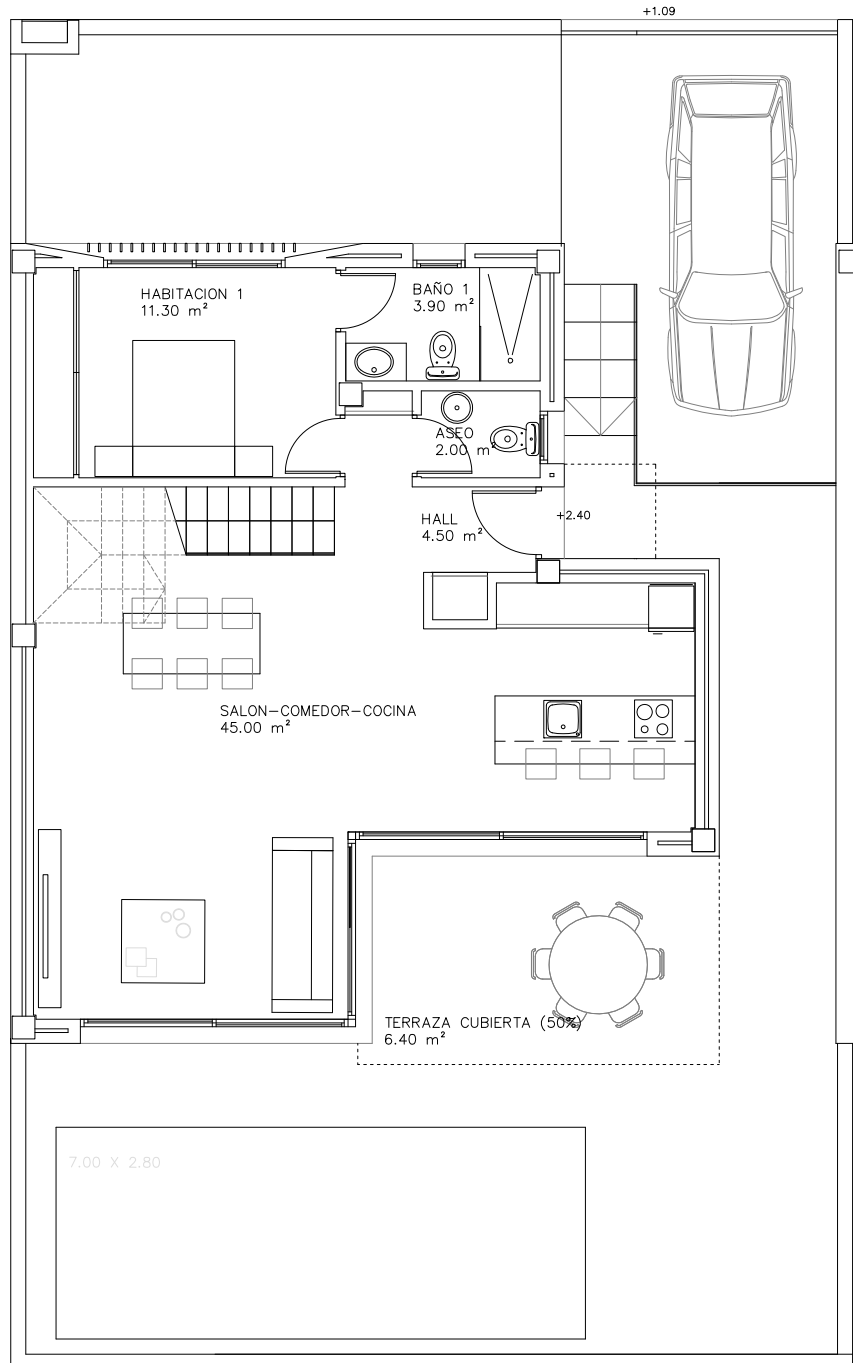 +1.09
HABITACION 1
11.30 m²
BAÑO 1
3.90 m²
ASEO
2.00 m²
HALL
4.50 m²
+2.40
SALON-COMEDOR-COCINA
45.00 m²
TERRAZA CUBIERTA (50%)
6.40 m²
7.00 X 2.80